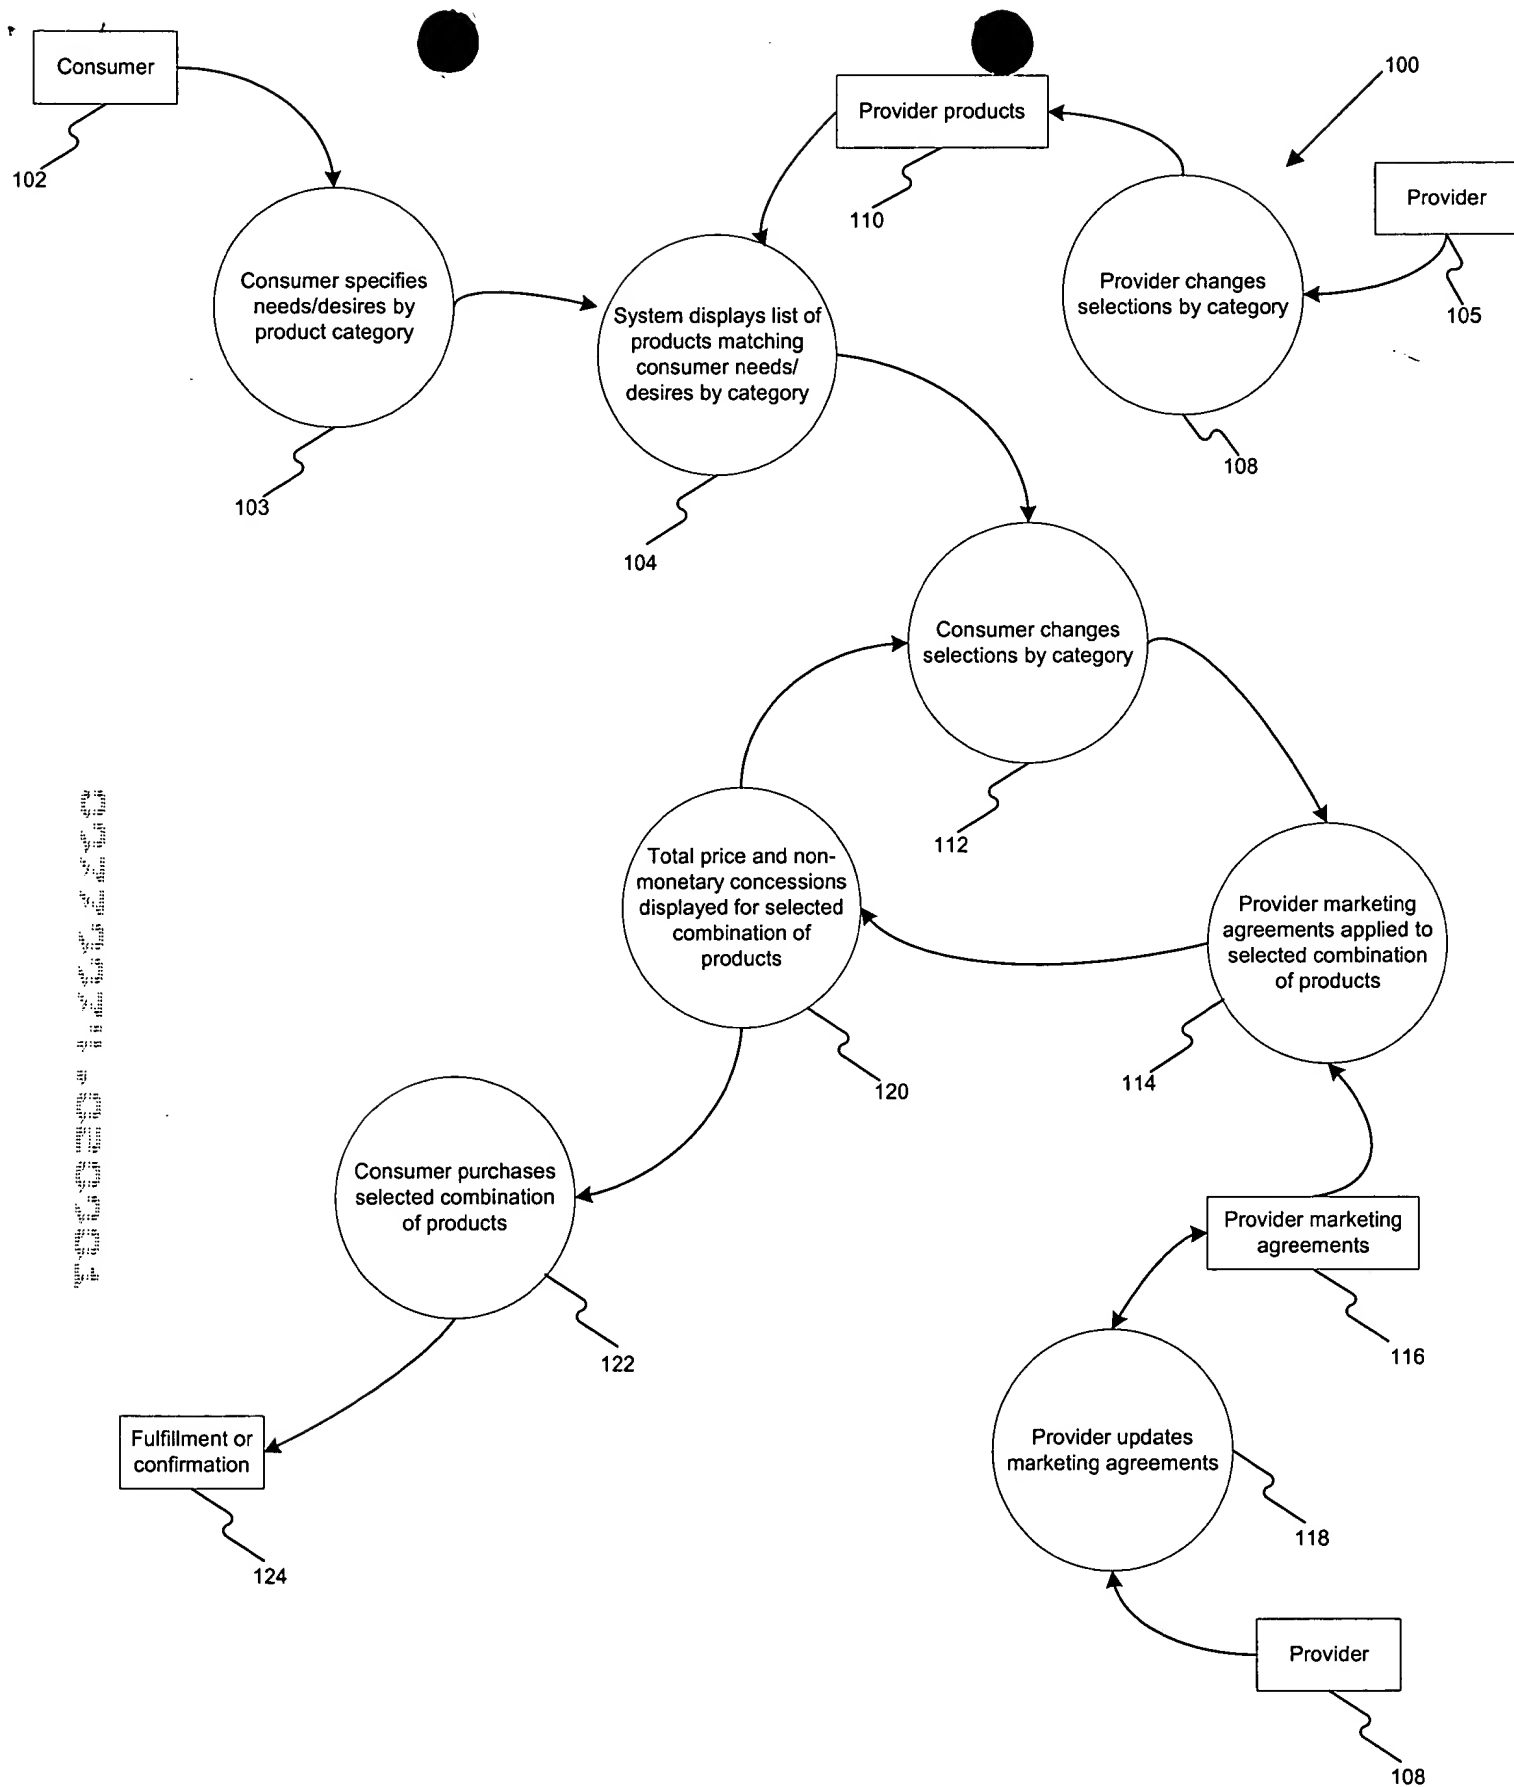 Consumer
102
Provider products
110
100
Provider
105
Consumer specifies
needs/desires by
product category
103
System displays list of
products matching
consumer needs/
desires by category
104
Provider changes
selections by category
108
Consumer changes
selections by category
112
Total price and non-
monetary concessions
displayed for selected
combination of
products
120
Provider marketing
agreements applied to
selected combination
of products
114
Consumer purchases
selected combination
of products
122
Provider marketing
agreements
116
Fulfillment or
confirmation
124
Provider updates
marketing agreements
118
Provider
108